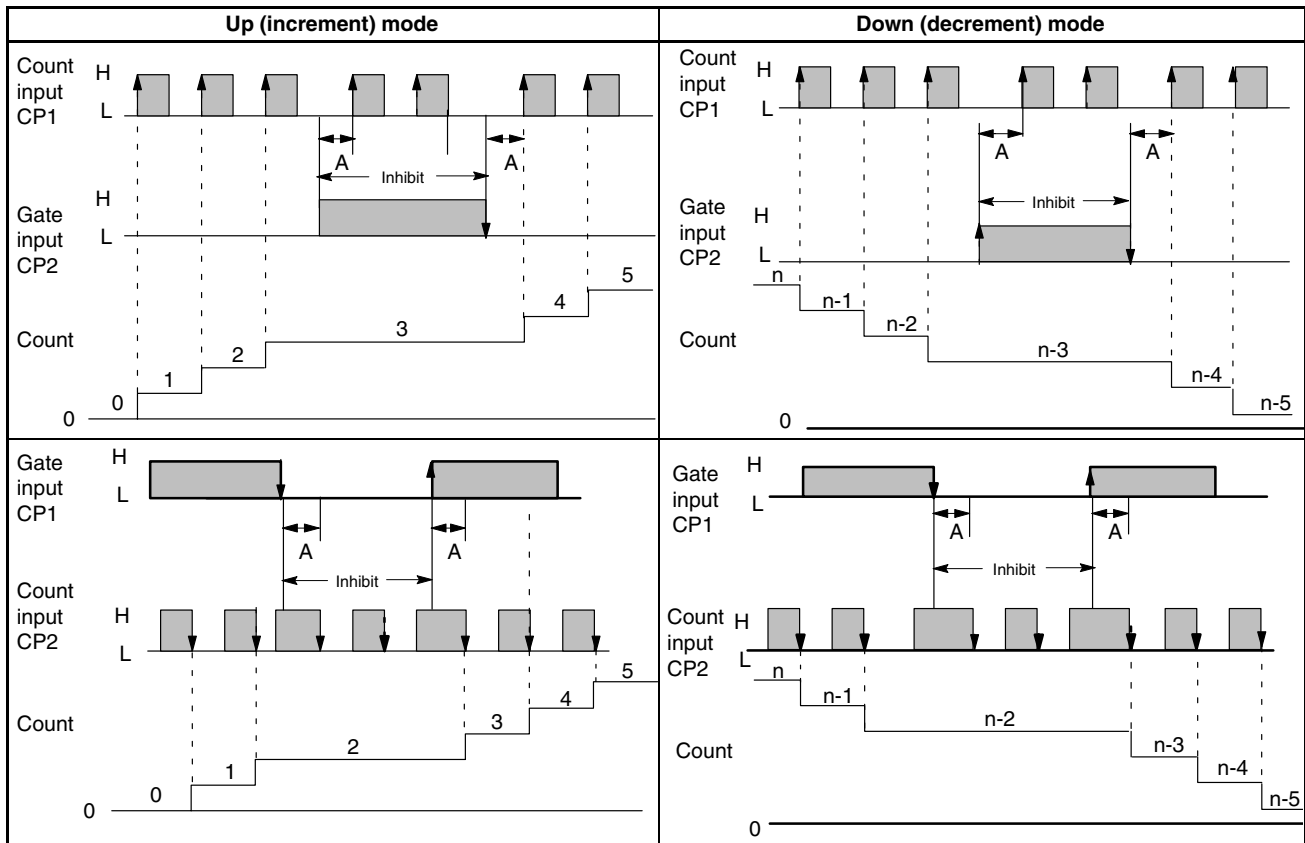 Up (increment) mode
Down (decrement) mode
Count
input
CP1
H
L
A
A
Inhibit
Gate
input
CP2
H
L
Count
0
0
1
2
3
4
5
Count
input
CP1
H
L
A
A
Inhibit
Gate
input
CP2
H
L
Count
n
n-1
n-2
n-3
n-4
n-5
0
Gate
input
CP1
H
L
A
A
Inhibit
Count
input
CP2
H
L
Count
0
0
1
2
3
4
5
Gate
input
CP1
H
L
A
A
Inhibit
Count
input
CP2
H
L
Count
n
n-1
n-2
n-3
n-4
n-5
0